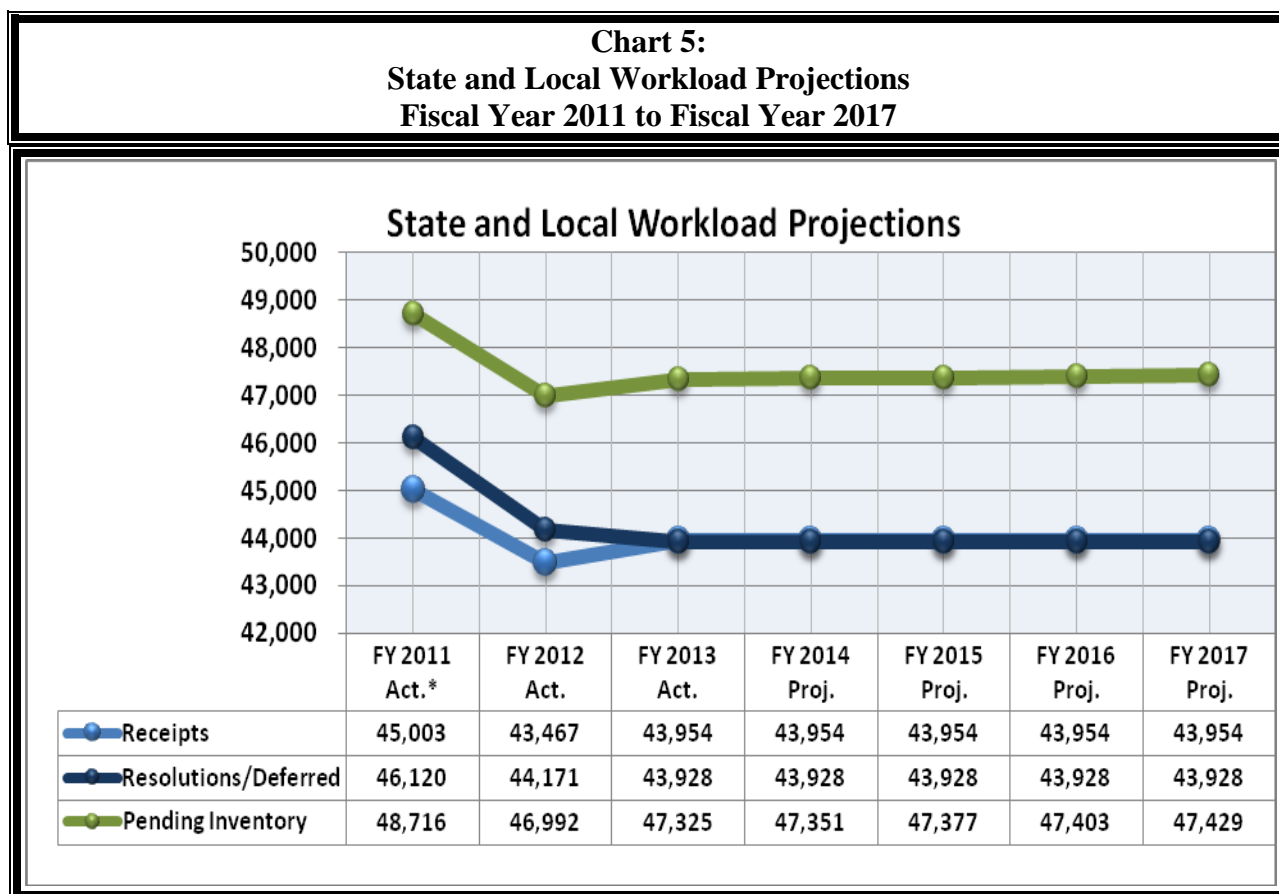 Chart 5:
State and Local Workload Projections
Fiscal Year 2011 to Fiscal Year 2017
State and Local Workload Projections
50,000
49,000
48,000
47,000
46,000
45,000
44,000
43,000
42,000
FY 2011 FY 2012 FY 2013 FY 2014 FY 2015 FY 2016 FY 2017
Act.* Act. Act. Proj. Proj. Proj. Proj.
Receipts 45,003 43,467 43,954 43,954 43,954 43,954 43,954
Resolutions/Deferred 46,120 44,171 43,928 43,928 43,928 43,928 43,928
Pending Inventory 48,716 46,992 47,325 47,351 47,377 47,403 47,429